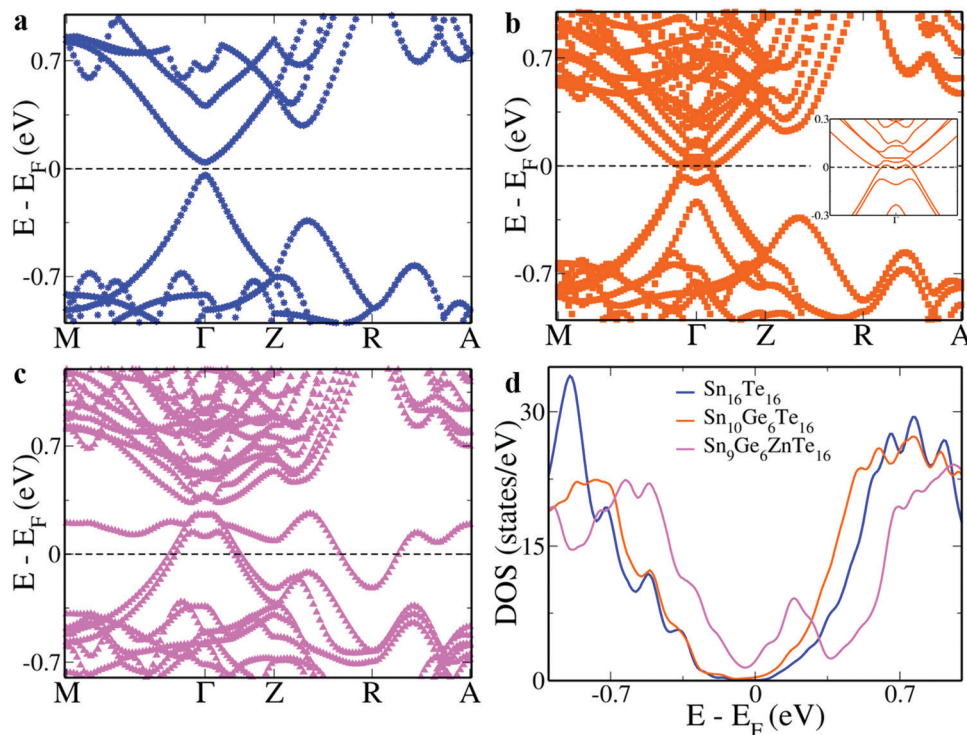 a
0.7
0
-0.7
E - E_F (eV)
M Γ Z R A
b
0.7
0
-0.7
E - E_F (eV)
0.3
0
-0.3
Γ
M Γ Z R A
c
0.7
0
-0.7
E - E_F (eV)
M Γ Z R A
d
Sn₁₆Te₁₆
Sn₁₀Ge₆Te₁₆
Sn₉Ge₆ZnTe₁₆
30
15
0
DOS (states/eV)
-0.7 0 0.7
E - E_F (eV)